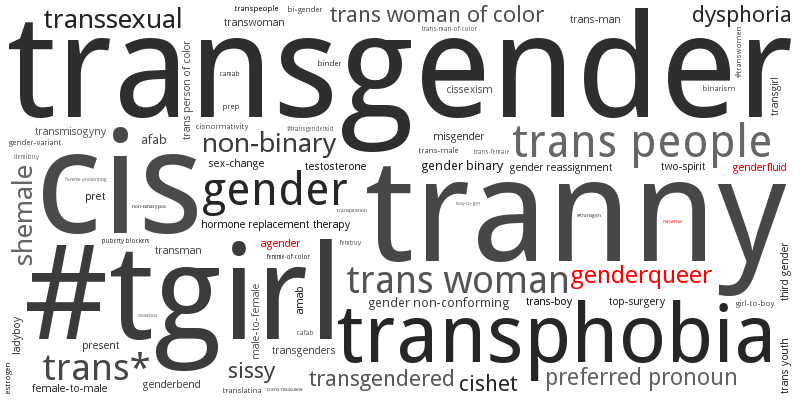 transpeople
bi-gender
transsexual
transwoman
trans woman of color
trans-man
dysphoria
trans-man-of-color
transgender
trans person of color
binder
camab
prep
cissexism
binarism
#transwomen
transgirl
cisnormativity
#transgenderkid
transmisogyny
gender-variant
afab
non-binary
misgender
trans people
demiboy
trans-male
trans-female
sex-change
testosterone
gender binary
gender reassignment
two-spirit
genderfluid
shemale
cis
femme-presenting
pret
non-binarypoc
gender
tranny
transpiration
boy-to-girl
#transgen
neutrois
hormone replacement therapy
puberty blockers
transman
agender
femboy
femme-of-color
#tgirl
trans woman
genderqueer
third gender
male-to-female
amab
closeted
gender non-conforming
trans-boy
top-surgery
girl-to-boy
ladyboy
cafab
transphobia
present
transgenders
trans*
sissy
transgendered
cishet
preferred pronoun
trans youth
estrogen
female-to-male
genderbend
translatina
trans-masculine